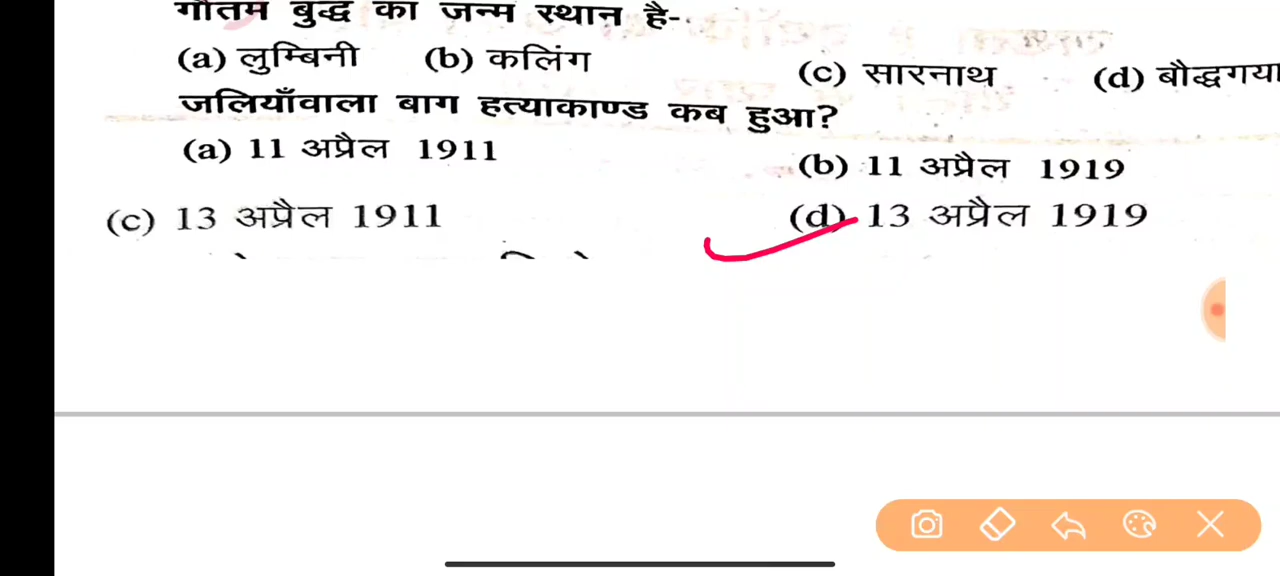 गौतम बुद्ध का जन्म स्थान है-
(a) लुम्बिनी (b) कलिंग (c) सारनाथ (d) बौद्धगया
जलियाँवाला बाग हत्याकाण्ड कब हुआ?
(a) 11 अप्रैल 1911 (b) 11 अप्रैल 1919
(c) 13 अप्रैल 1911 (d) 13 अप्रैल 1919